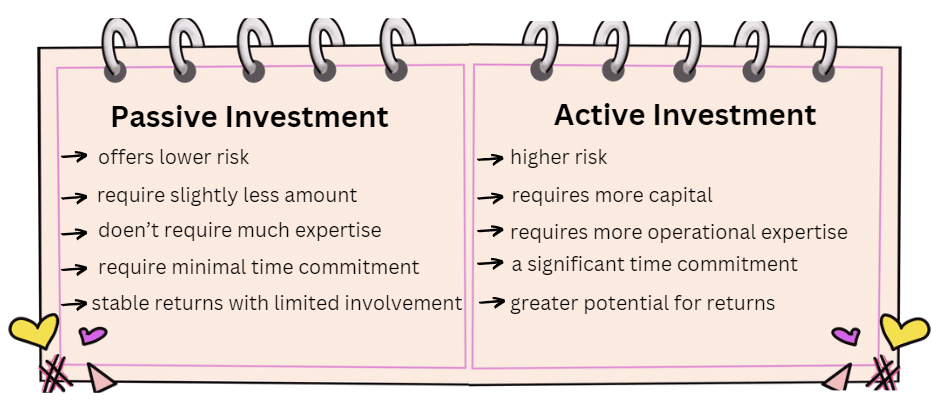 Passive Investment
offers lower risk
require slightly less amount
doen’t require much expertise
require minimal time commitment
stable returns with limited involvement
Active Investment
higher risk
requires more capital
requires more operational expertise
a significant time commitment
greater potential for returns